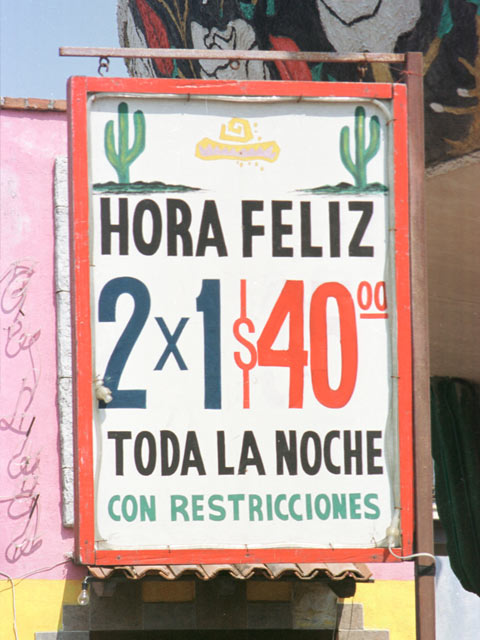 HORA FELIZ
2x1 $40.00
TODA LA NOCHE
CON RESTRICCIONES